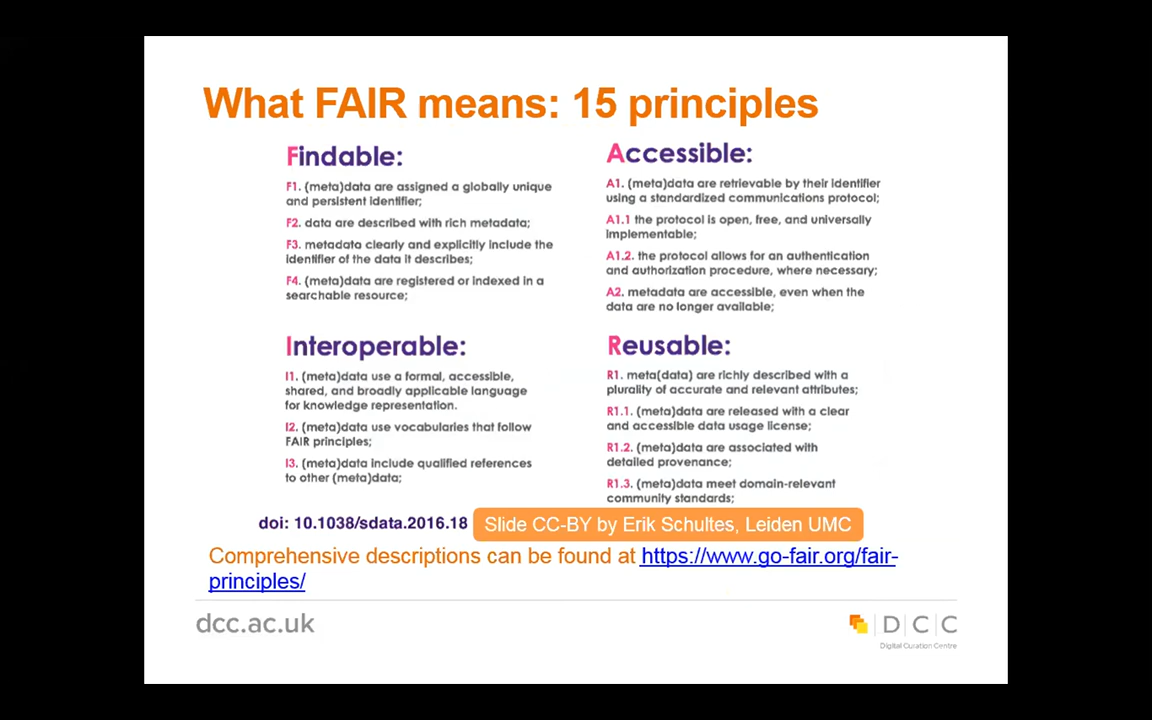 What FAIR means: 15 principles
Findable:
F1. (meta)data are assigned a globally unique
and persistent identifier;
F2. data are described with rich metadata;
F3. metadata clearly and explicitly include the
identifier of the data it describes;
F4. (meta)data are registered or indexed in a
searchable resource;
Accessible:
A1. (meta)data are retrievable by their identifier
using a standardized communications protocol;
A1.1 the protocol is open, free, and universally
implementable;
A1.2. the protocol allows for an authentication
and authorization procedure, where necessary;
A2. metadata are accessible, even when the
data are no longer available;
Interoperable:
I1. (meta)data use a formal, accessible,
shared, and broadly applicable language
for knowledge representation.
I2. (meta)data use vocabularies that follow
FAIR principles;
I3. (meta)data include qualified references
to other (meta)data;
Reusable:
R1. meta(data) are richly described with a
plurality of accurate and relevant attributes;
R1.1. (meta)data are released with a clear
and accessible data usage license;
R1.2. (meta)data are associated with
detailed provenance;
R1.3. (meta)data meet domain-relevant
community standards;
doi: 10.1038/sdata.2016.18
Slide CC-BY by Erik Schultes, Leiden UMC
Comprehensive descriptions can be found at https://www.go-fair.org/fair-
principles/
dcc.ac.uk
D|C|C
Digital Curation Centre